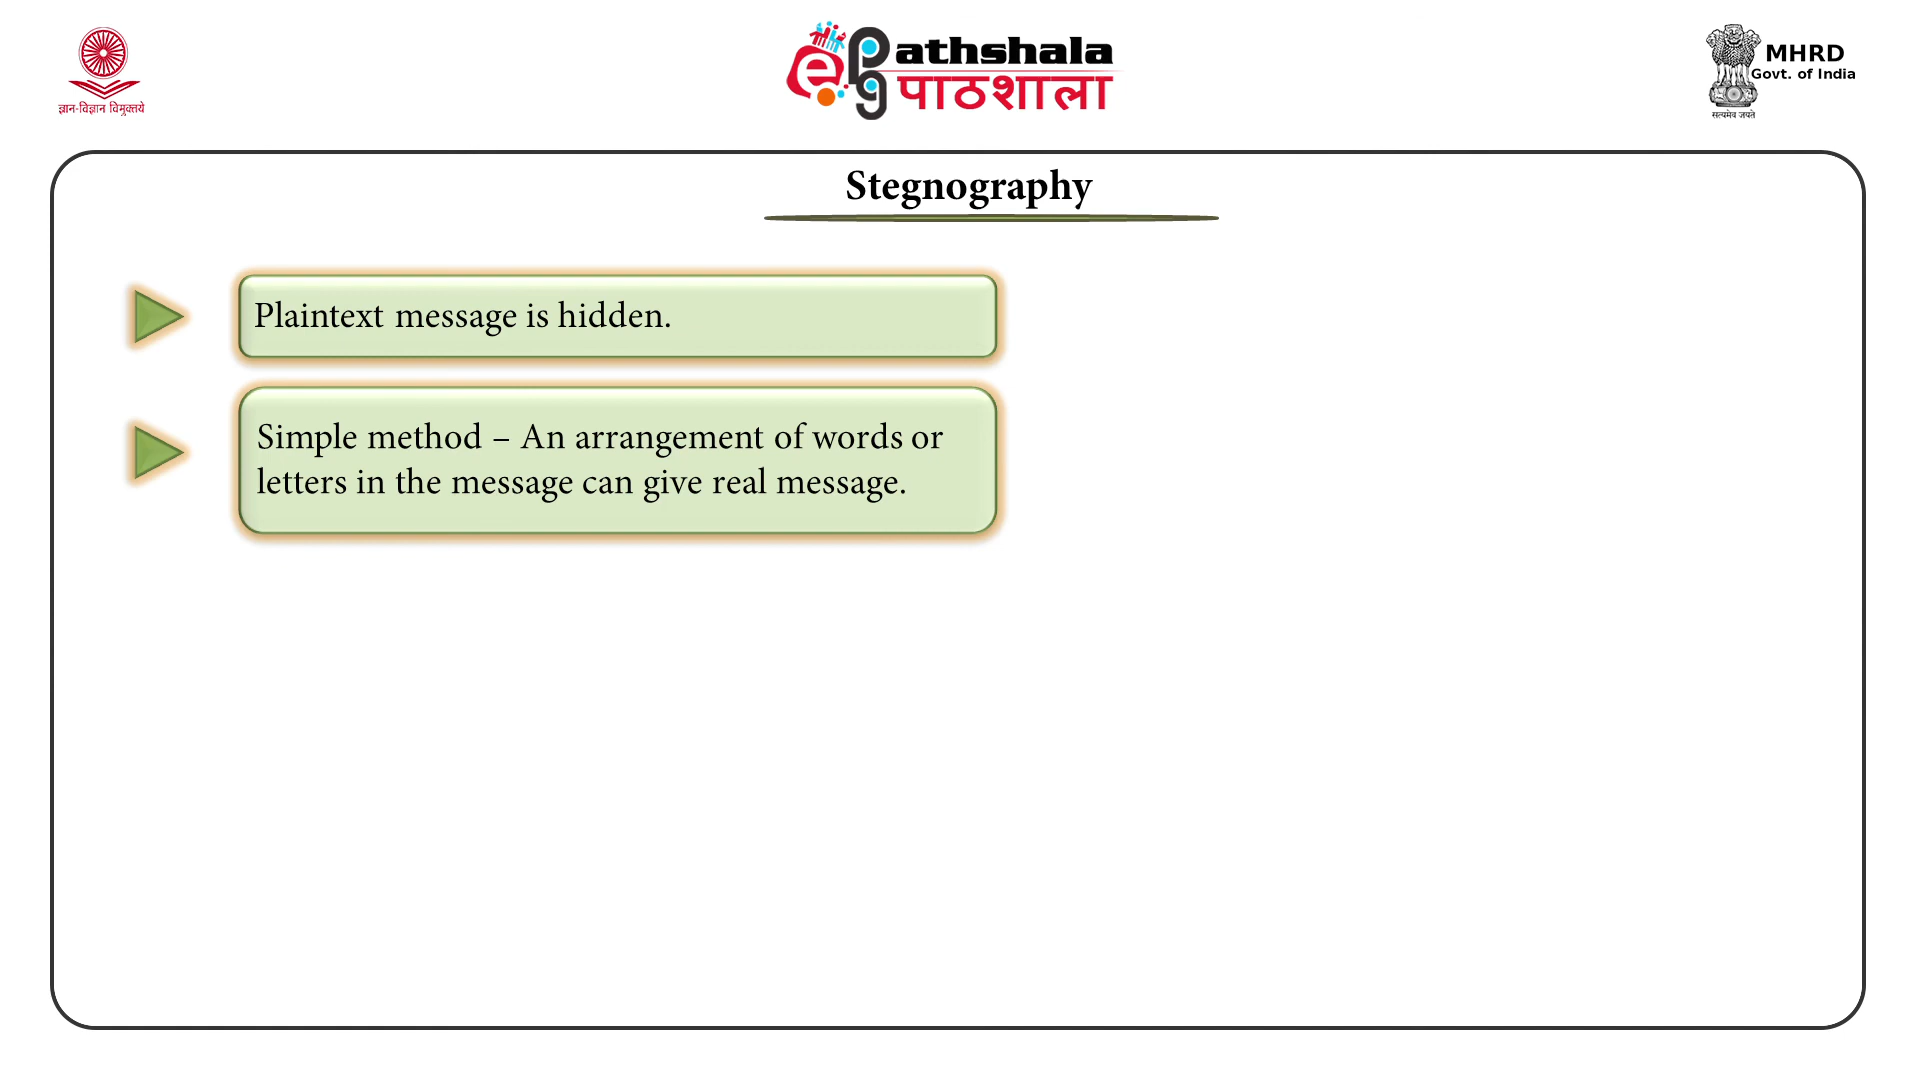 ज्ञान-विज्ञान विमुक्तये
e Pg athshala
पाठशाला
MHRD
Govt. of India
सत्यमेव जयते
Stegnography
Plaintext message is hidden.
Simple method – An arrangement of words or
letters in the message can give real message.